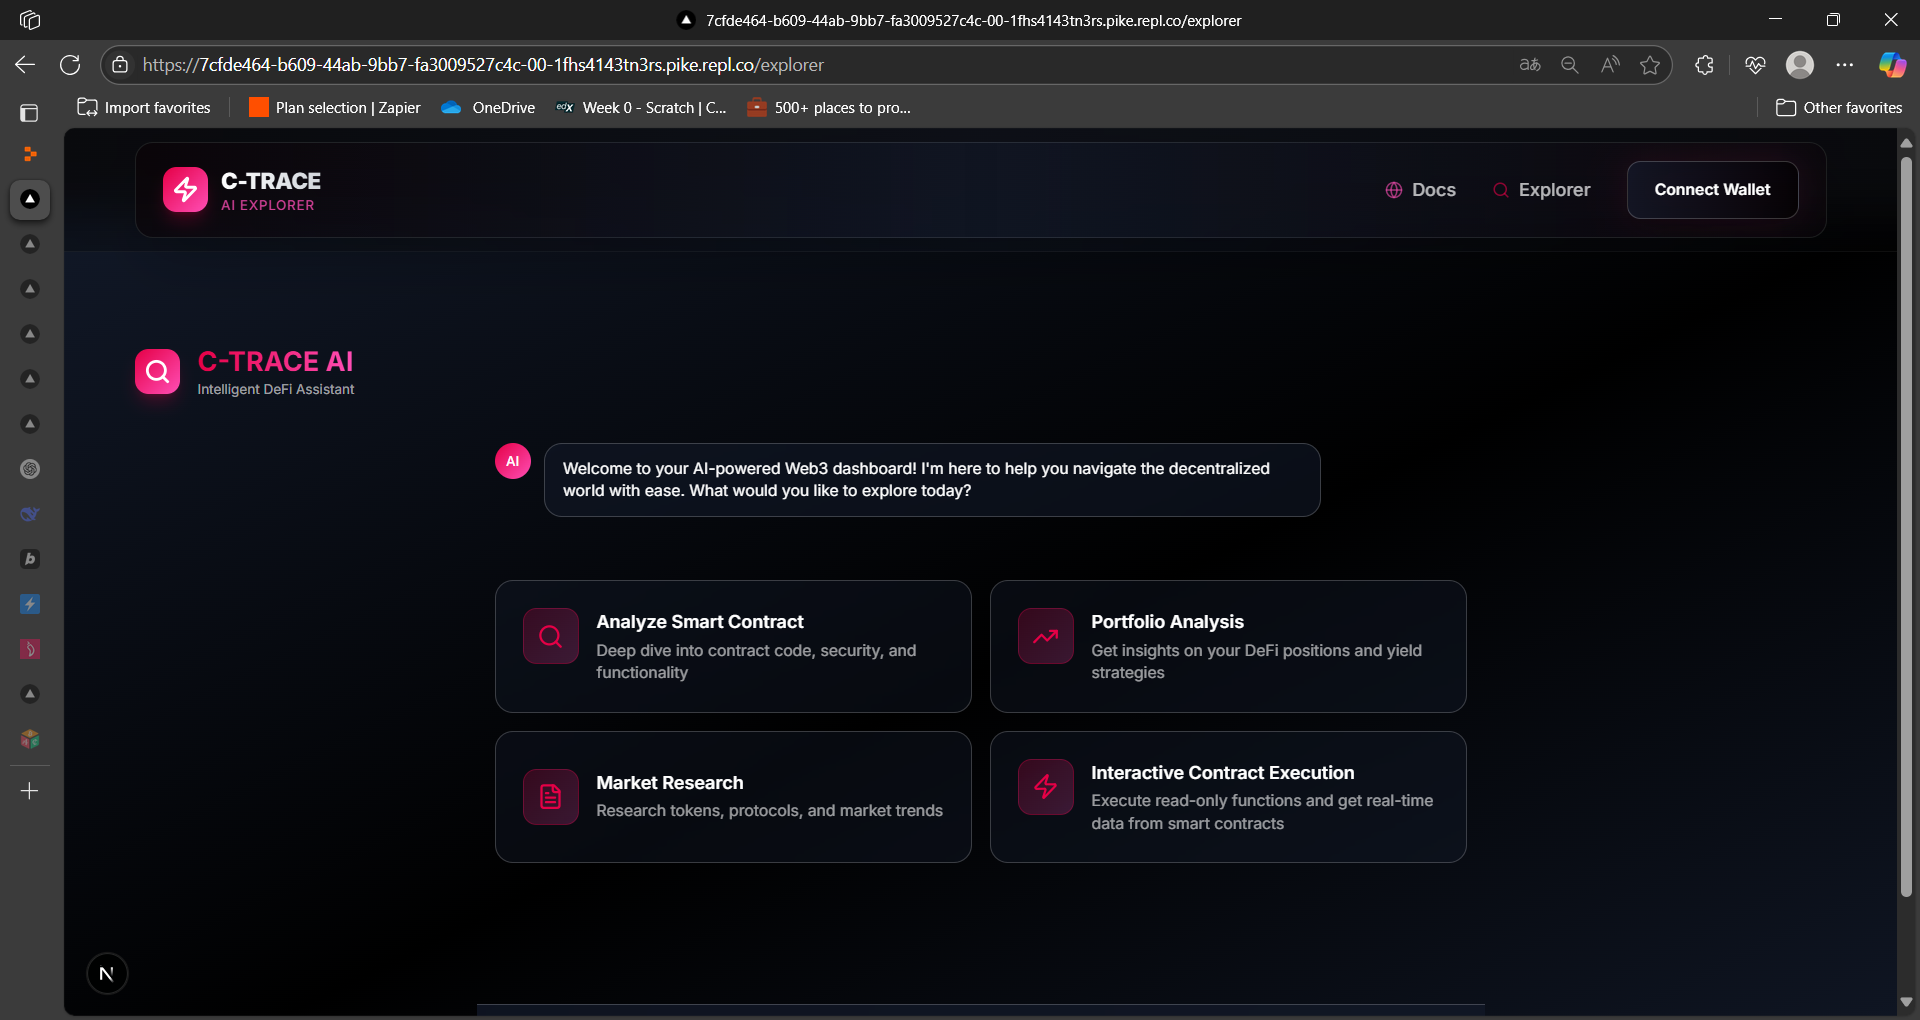 7cfde464-b609-44ab-9bb7-fa3009527c4c-00-1fhs4143tn3rs.pike.repl.co/explorer
https://7cfde464-b609-44ab-9bb7-fa3009527c4c-00-1fhs4143tn3rs.pike.repl.co/explorer
aあ
A
Import favorites
Plan selection | Zapier
OneDrive
edX
Week 0 - Scratch | C...
500+ places to pro...
Other favorites
C-TRACE
AI EXPLORER
Docs
Explorer
Connect Wallet
C-TRACE AI
Intelligent DeFi Assistant
AI
Welcome to your AI-powered Web3 dashboard! I'm here to help you navigate the decentralized
world with ease. What would you like to explore today?
Analyze Smart Contract
Deep dive into contract code, security, and
functionality
Portfolio Analysis
Get insights on your DeFi positions and yield
strategies
Market Research
Research tokens, protocols, and market trends
Interactive Contract Execution
Execute read-only functions and get real-time
data from smart contracts
b
N